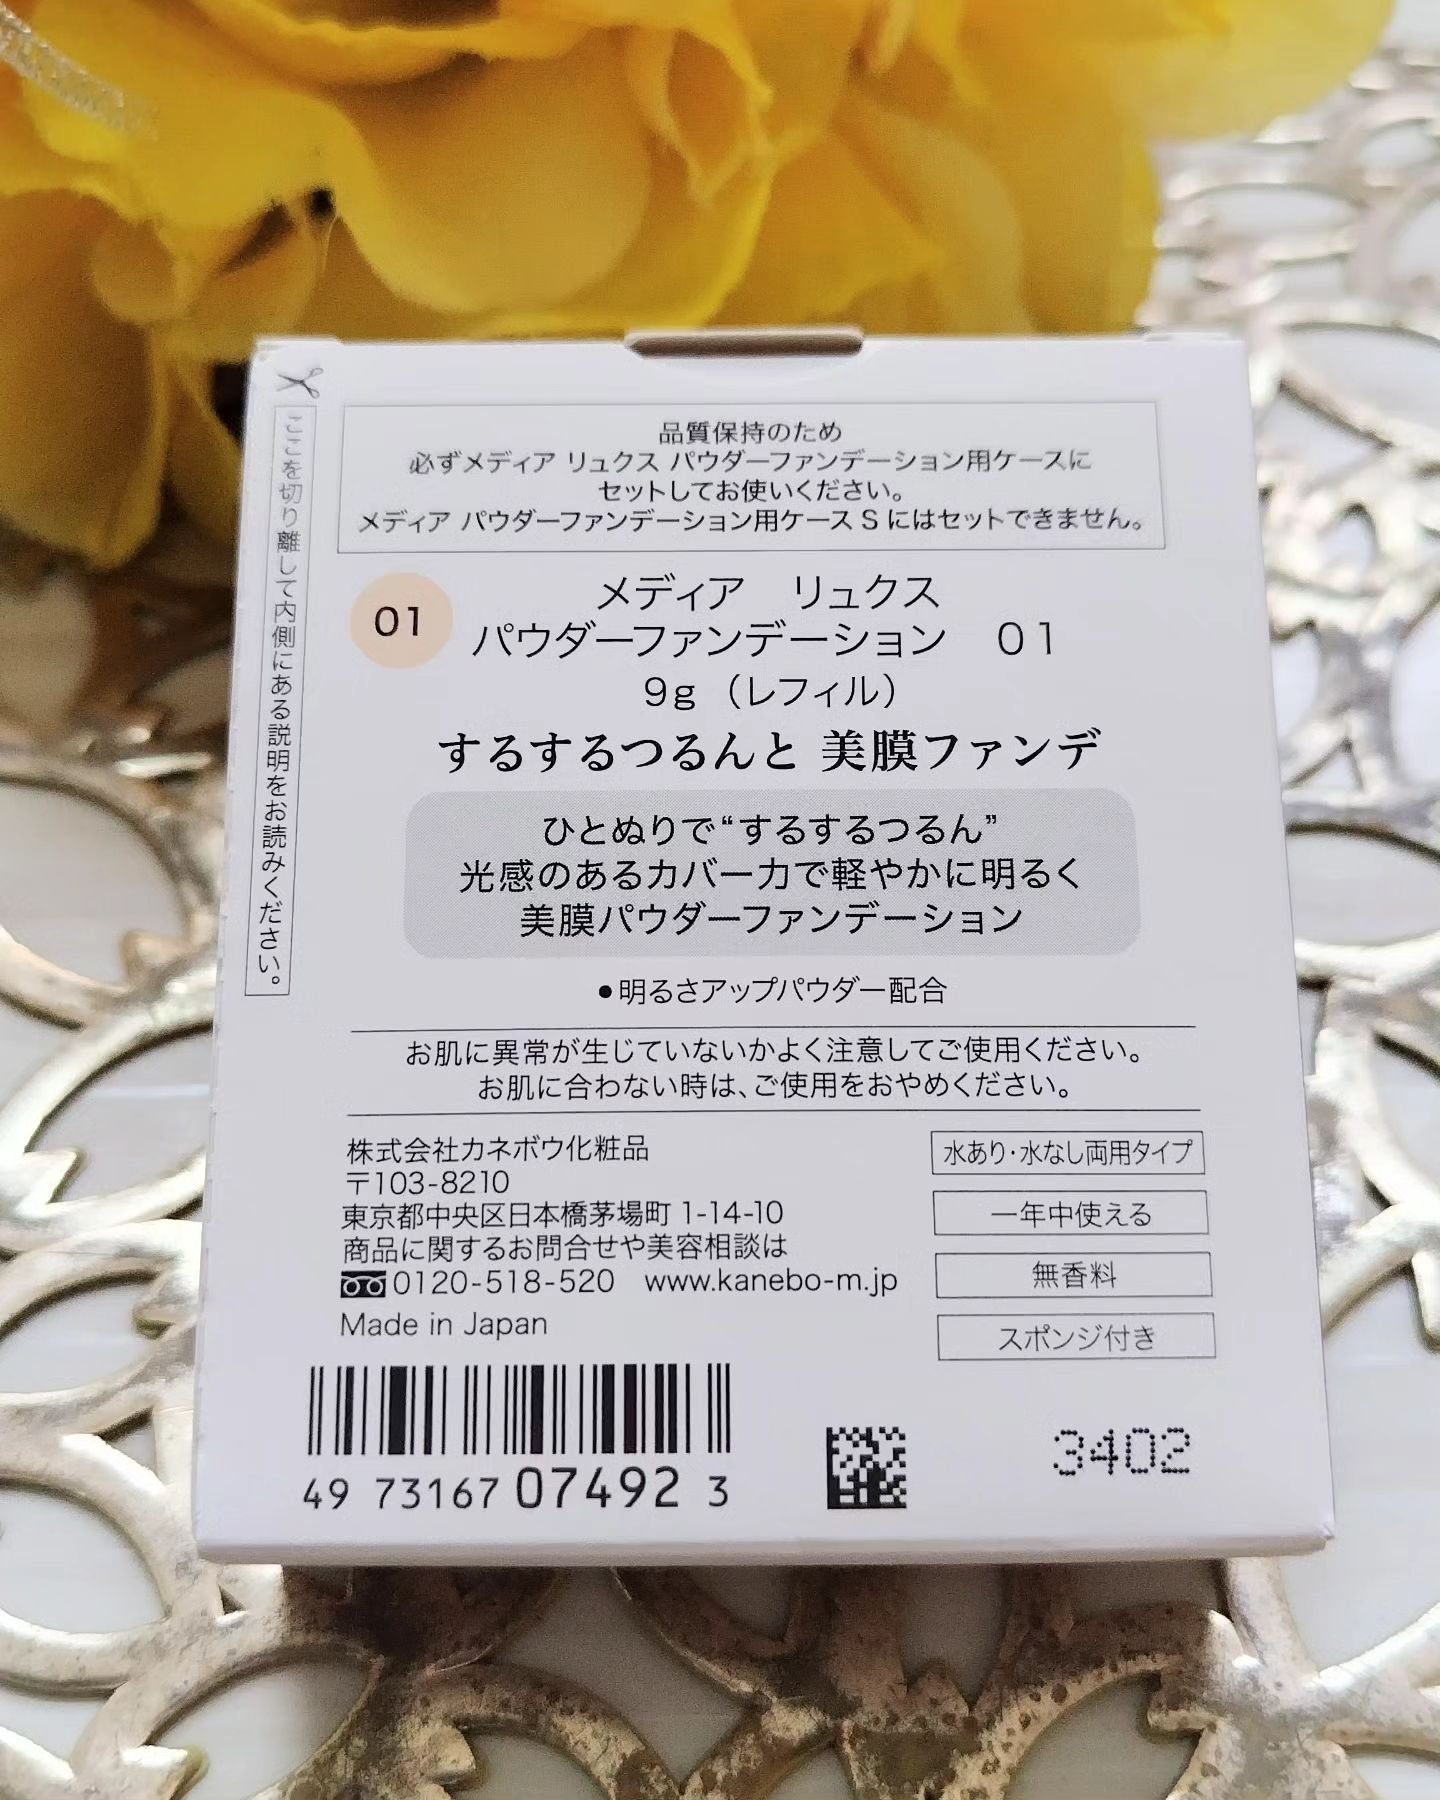 ここを切り離して内側にある説明をお読みください。
品質保持のため
必ずメディア リュクス パウダーファンデーション用ケースに
セットしてお使いください。
メディア パウダーファンデーション用ケース S にはセットできません。
01
メディア　リュクス
パウダーファンデーション　01
9g（レフィル）
するするつるんと 美膜ファンデ
ひとぬりで“するするつるん”
光感のあるカバー力で軽やかに明るく
美膜パウダーファンデーション
●明るさアップパウダー配合
お肌に異常が生じていないかよく注意してご使用ください。
お肌に合わない時は、ご使用をおやめください。
株式会社カネボウ化粧品
〒103-8210
東京都中央区日本橋茅場町 1-14-10
商品に関するお問合せや美容相談は
0120-518-520　www.kanebo-m.jp
Made in Japan
水あり・水なし両用タイプ
一年中使える
無香料
スポンジ付き
49 73167 07492 3
3402